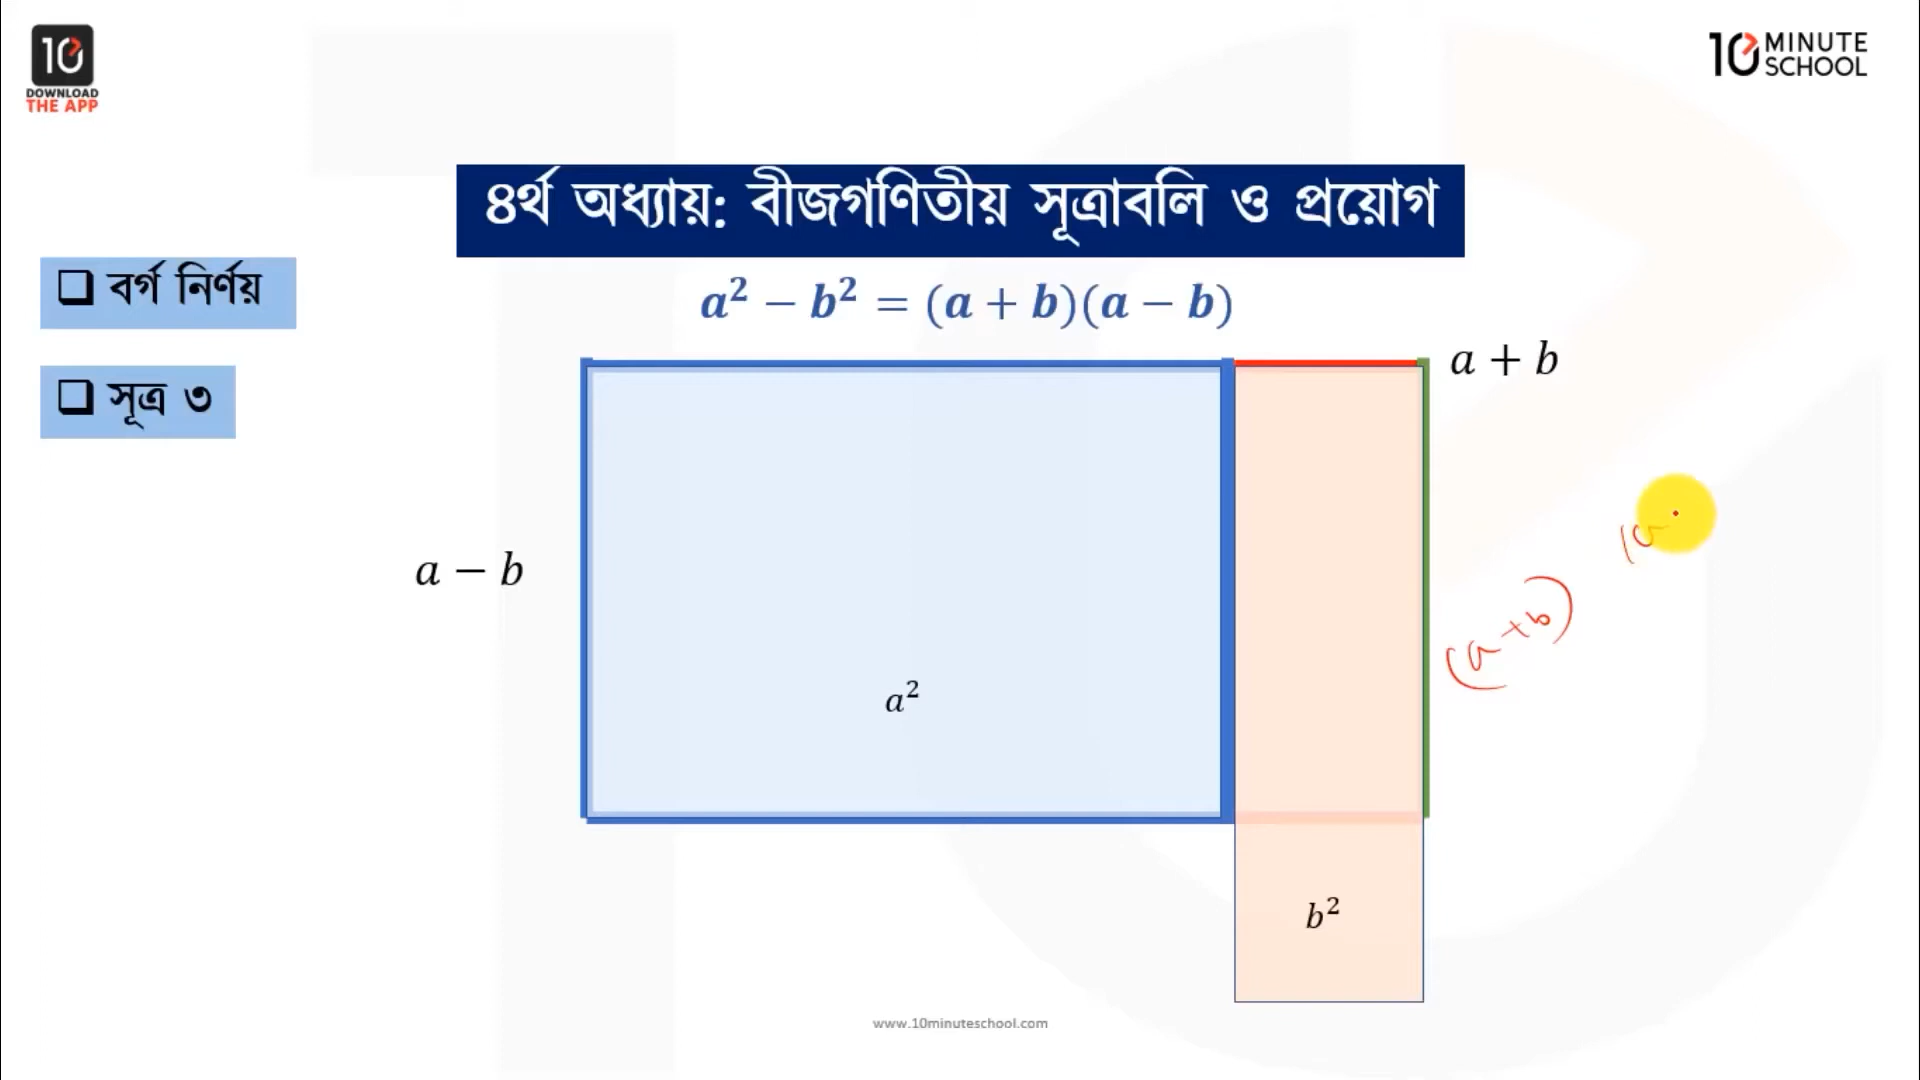 10
DOWNLOAD
THE APP
10 MINUTE
SCHOOL
৪র্থ অধ্যায়: বীজগণিতীয় সূত্রাবলি ও প্রয়োগ
❑ বর্গ নির্ণয়
a² − b² = (a + b)(a − b)
a + b
❑ সূত্র ৩
a − b
(a+b) (a
a²
b²
www.10minuteschool.com